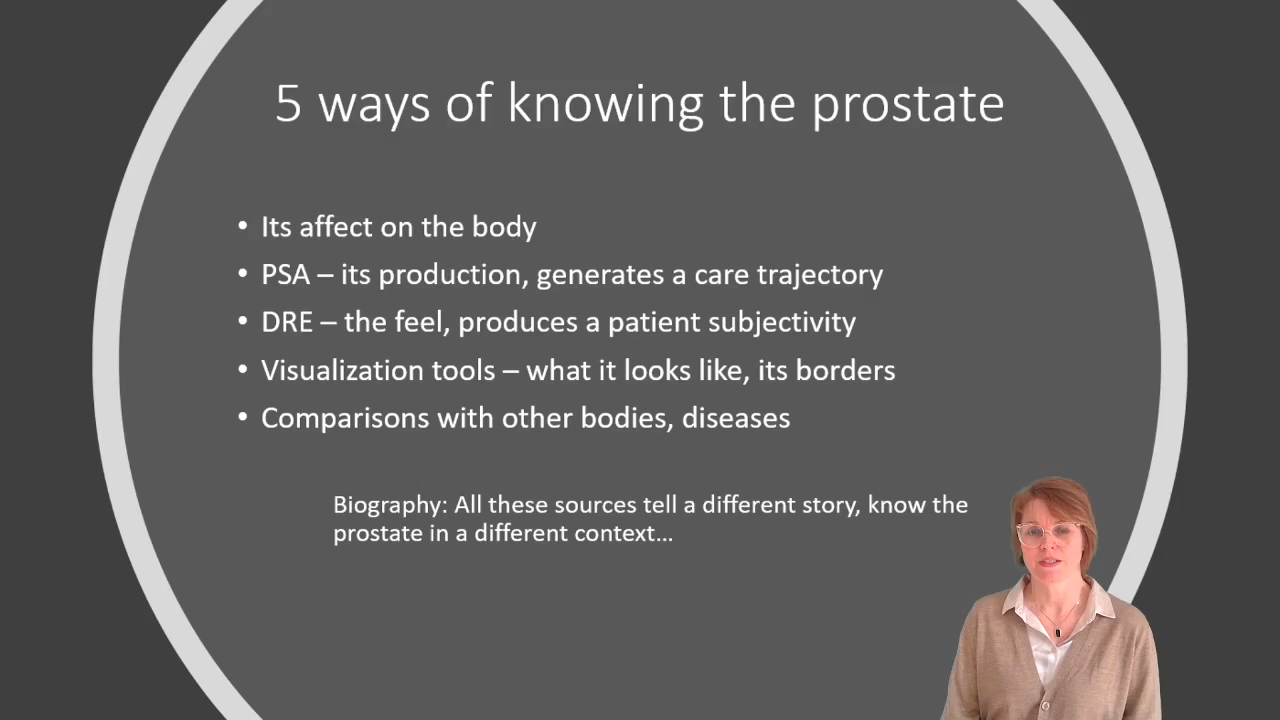 5 ways of knowing the prostate
• Its affect on the body
• PSA – its production, generates a care trajectory
• DRE – the feel, produces a patient subjectivity
• Visualization tools – what it looks like, its borders
• Comparisons with other bodies, diseases
Biography: All these sources tell a different story, know the
prostate in a different context…